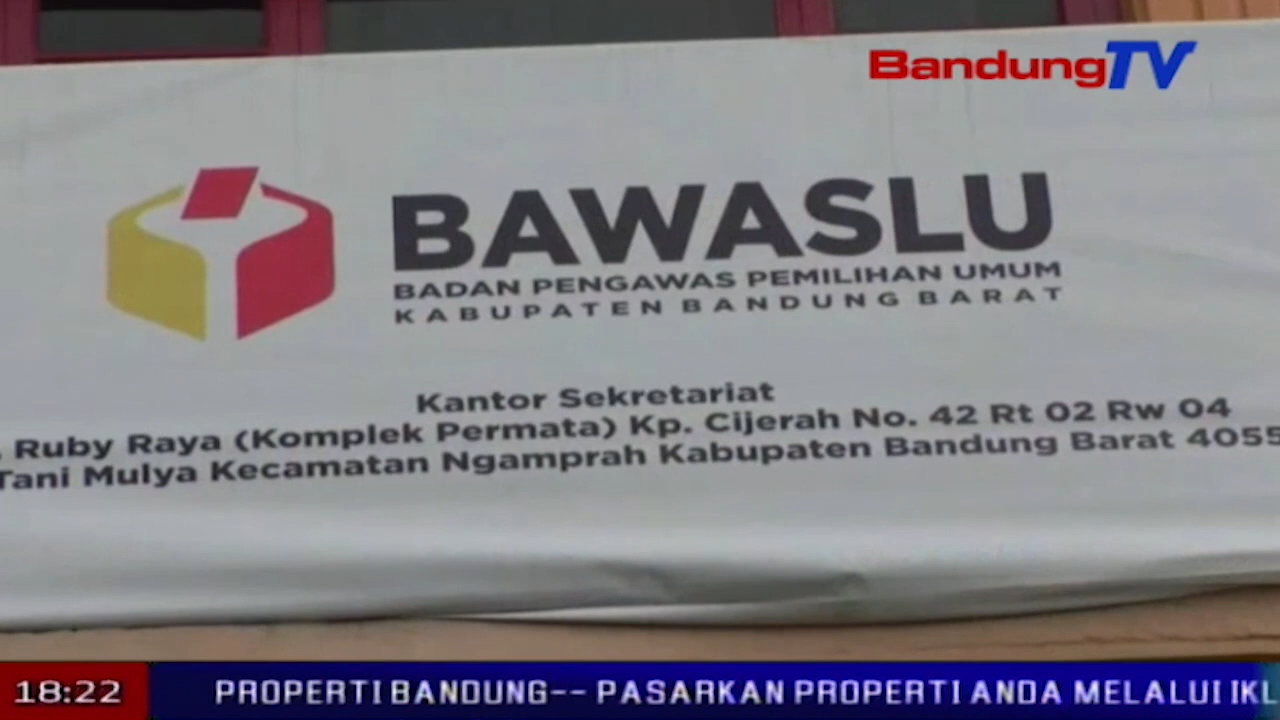 BandungTV
BAWASLU
BADAN PENGAWAS PEMILIHAN UMUM
KABUPATEN BANDUNG BARAT
Kantor Sekretariat
Ruby Raya (Komplek Permata) Kp. Cijerah No. 42 Rt 02 Rw 04
Tani Mulya Kecamatan Ngamprah Kabupaten Bandung Barat 4055
18:22 PROPERTI BANDUNG-- PASARKAN PROPERTI ANDA MELALUI IKL